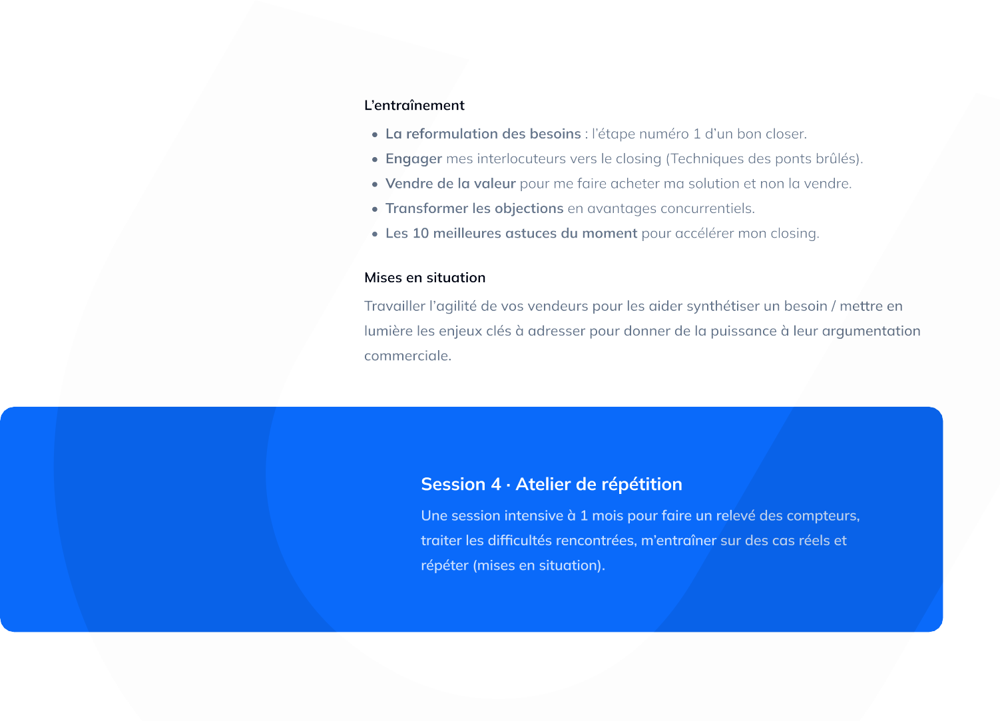 L’entraînement
• La reformulation des besoins : l’étape numéro 1 d’un bon closer.
• Engager mes interlocuteurs vers le closing (Techniques des ponts brûlés).
• Vendre de la valeur pour me faire acheter ma solution et non la vendre.
• Transformer les objections en avantages concurrentiels.
• Les 10 meilleures astuces du moment pour accélérer mon closing.
Mises en situation
Travailler l’agilité de vos vendeurs pour les aider synthétiser un besoin / mettre en
lumière les enjeux clés à adresser pour donner de la puissance à leur argumentation
commerciale.
Session 4 · Atelier de répétition
Une session intensive à 1 mois pour faire un relevé des compteurs,
traiter les difficultés rencontrées, m’entraîner sur des cas réels et
répéter (mises en situation).